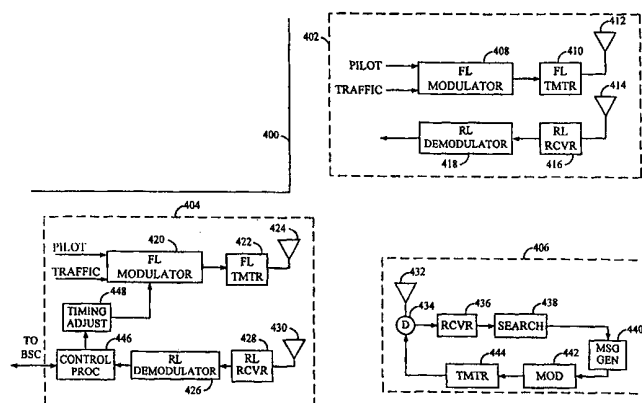 402
412
408
410
PILOT
TRAFFIC
FL
MODULATOR
FL
TMTR
414
400
RL
DEMODULATOR
RL
RCVR
418
416
404
420
422
424
PILOT
TRAFFIC
FL
MODULATOR
FL
TMTR
448
TIMING
ADJUST
TO
BSC
446
428
430
CONTROL
PROC
RL
DEMODULATOR
RL
RCVR
426
406
432
434
436
438
D
RCVR
SEARCH
440
MSG
GEN
444
442
TMTR
MOD